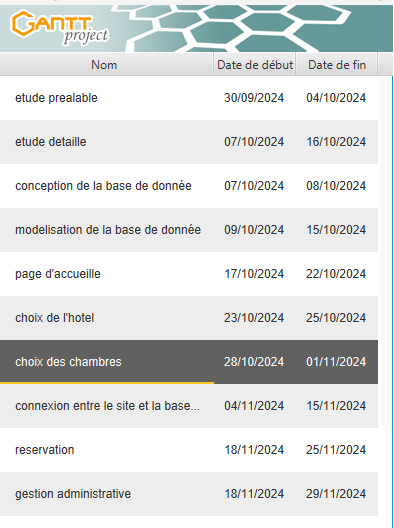 GANTT
project
Nom Date de début Date de fin
etude prealable 30/09/2024 04/10/2024
etude detaille 07/10/2024 16/10/2024
conception de la base de donnée 07/10/2024 08/10/2024
modelisation de la base de donnée 09/10/2024 15/10/2024
page d'accueille 17/10/2024 22/10/2024
choix de l'hotel 23/10/2024 25/10/2024
choix des chambres 28/10/2024 01/11/2024
connexion entre le site et la base... 04/11/2024 15/11/2024
reservation 18/11/2024 25/11/2024
gestion administrative 18/11/2024 29/11/2024